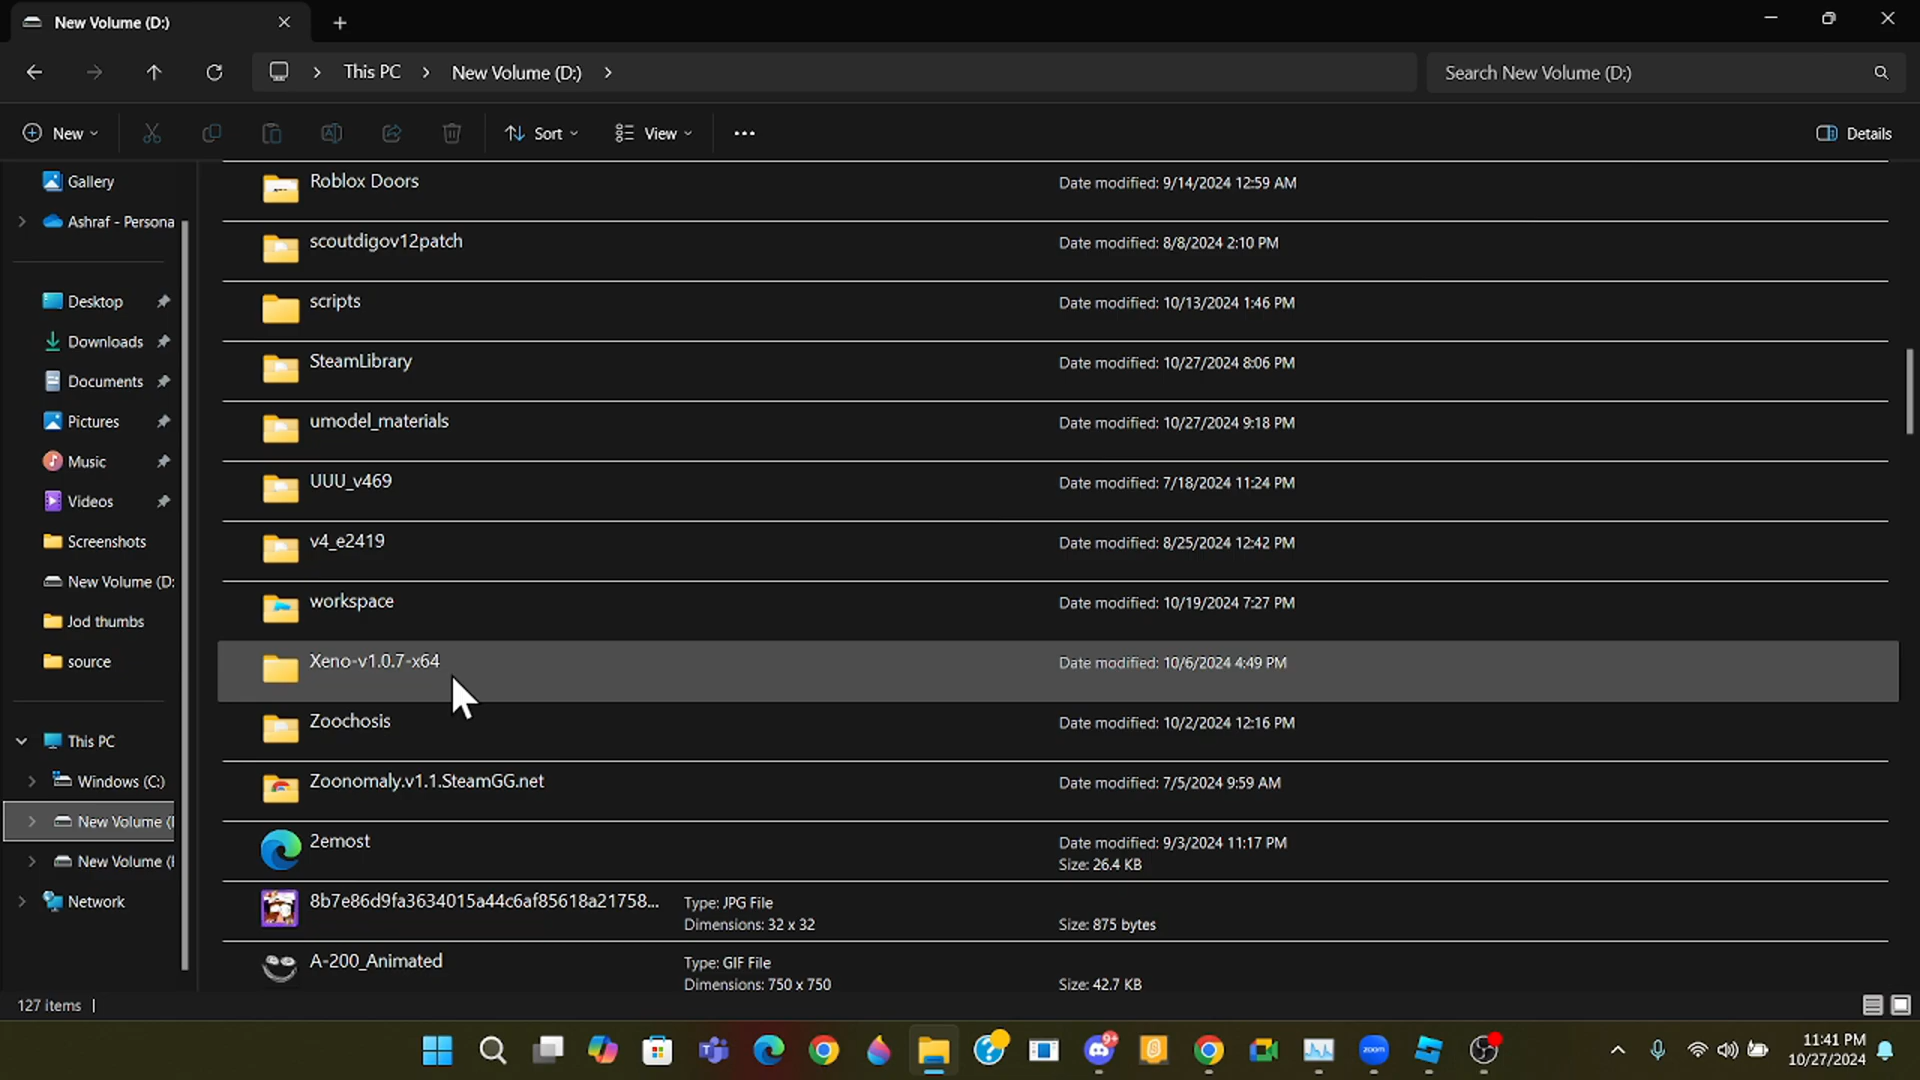 New Volume (D:)
This PC
New Volume (D:)
Search New Volume (D:)
New
Sort
View
Details
Gallery
Ashraf - Persona
Desktop
Downloads
Documents
Pictures
Music
Videos
Screenshots
New Volume (D:
Jod thumbs
source
This PC
Windows (C:)
New Volume (
New Volume (
Network
Roblox Doors Date modified: 9/14/2024 12:59 AM
scoutdigov12patch Date modified: 8/8/2024 2:10 PM
scripts Date modified: 10/13/2024 1:46 PM
SteamLibrary Date modified: 10/27/2024 8:06 PM
umodel_materials Date modified: 10/27/2024 9:18 PM
UUU_v469 Date modified: 7/18/2024 11:24 PM
v4_e2419 Date modified: 8/25/2024 12:42 PM
workspace Date modified: 10/19/2024 7:27 PM
Xeno-v1.0.7-x64 Date modified: 10/6/2024 4:49 PM
Zoochosis Date modified: 10/2/2024 12:16 PM
Zoonomaly.v1.1.SteamGG.net Date modified: 7/5/2024 9:59 AM
2emost Date modified: 9/3/2024 11:17 PM
Size: 26.4 KB
8b7e86d9fa3634015a44c6af85618a21758... Type: JPG File
Dimensions: 32 x 32 Size: 875 bytes
A-200_Animated Type: GIF File
Dimensions: 750 x 750 Size: 42.7 KB
127 items
zoom
9+
11:41 PM
10/27/2024